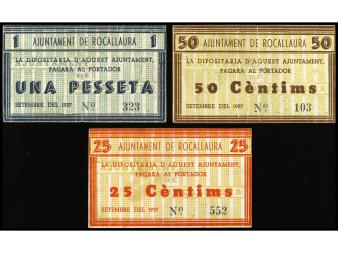 1 AJUNTAMENT DE ROCALLAURA 1
LA DIPOSITARIA D'AQUEST AJUNTAMENT,
PAGARÀ AL PORTADOR
UNA PESSETA
SETEMBRE DEL 1937 Nº 323
50 AJUNTAMENT DE ROCALLAURA 50
LA DIPOSITARIA D'AQUEST AJUNTAMENT,
PAGARÀ AL PORTADOR
50 Cèntims
SETEMBRE DEL 1937 Nº 103
25 AJUNTAMENT DE ROCALLAURA 25
LA DIPOSITARIA D'AQUEST AJUNTAMENT,
PAGARÀ AL PORTADOR
25 Cèntims
SETEMBRE DEL 1937 Nº 552